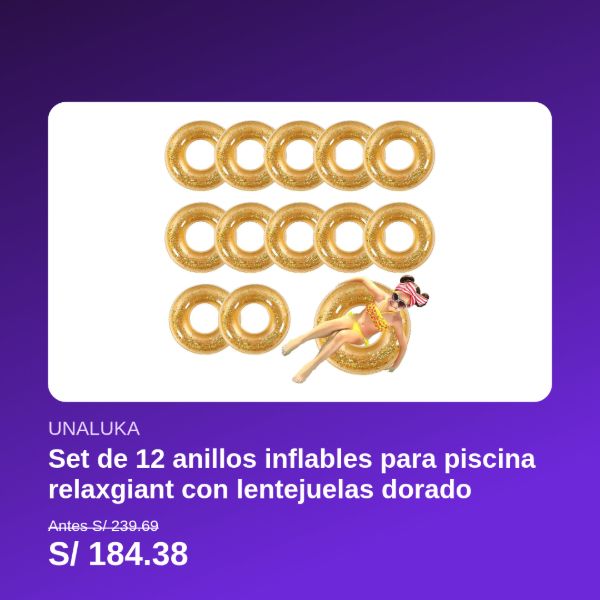 UNALUKA
Set de 12 anillos inflables para piscina
relaxgiant con lentejuelas dorado
Antes S/ 239.69
S/ 184.38